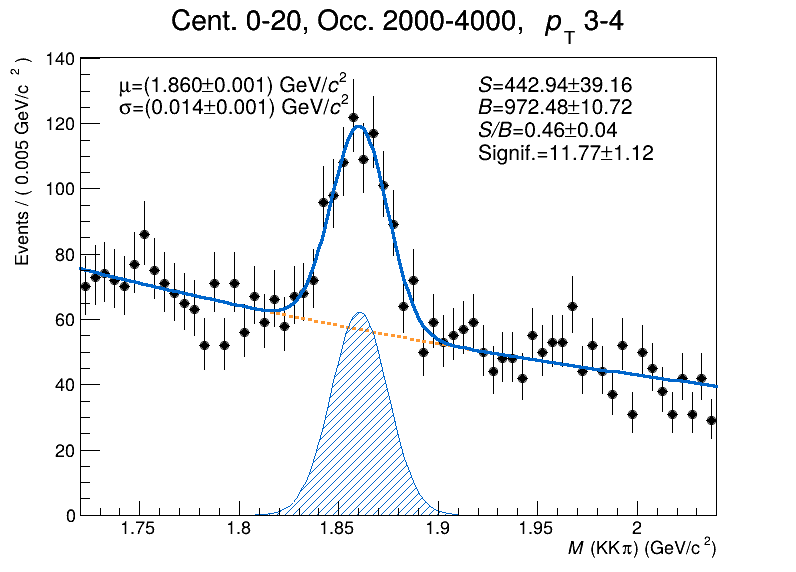 Cent. 0-20, Occ. 2000-4000, p_T 3-4
μ=(1.860±0.001) GeV/c²
σ=(0.014±0.001) GeV/c²
S=442.94±39.16
B=972.48±10.72
S/B=0.46±0.04
Signif.=11.77±1.12
Events / ( 0.005 GeV/c ² )
140
120
100
80
60
40
20
0
1.75 1.8 1.85 1.9 1.95 2
M (KKπ) (GeV/c²)